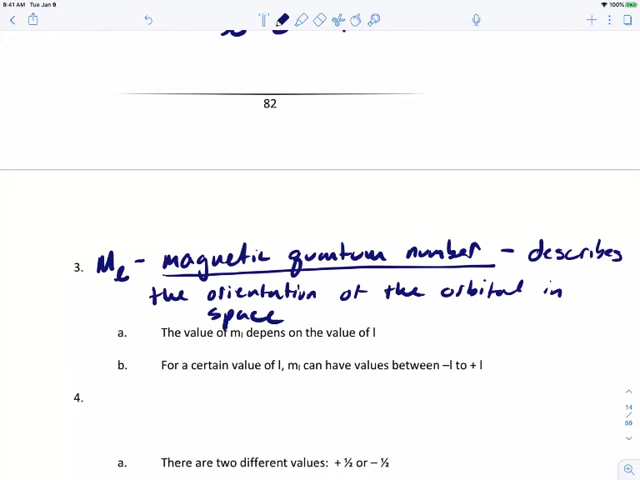 9:41 AM Tue Jan 9
100%
82
3. Ml - magnetic quantum number - describes
the orientation of the orbital in
space
a. The value of ml depens on the value of l
b. For a certain value of l, ml can have values between –l to + l
4.
14
/
88
a. There are two different values: + ½ or – ½